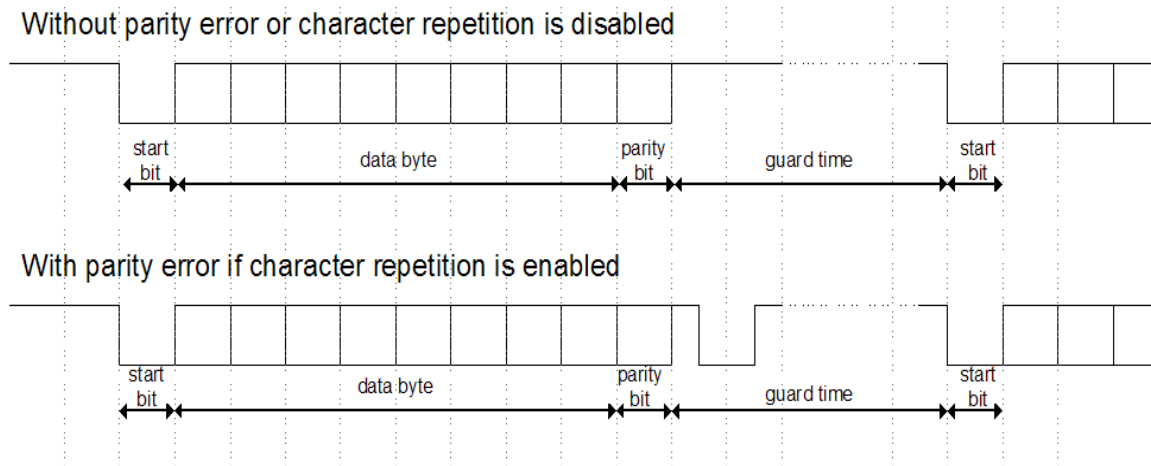 Without parity error or character repetition is disabled
start
bit
data byte
parity
bit
guard time
start
bit
With parity error if character repetition is enabled
start
bit
data byte
parity
bit
guard time
start
bit